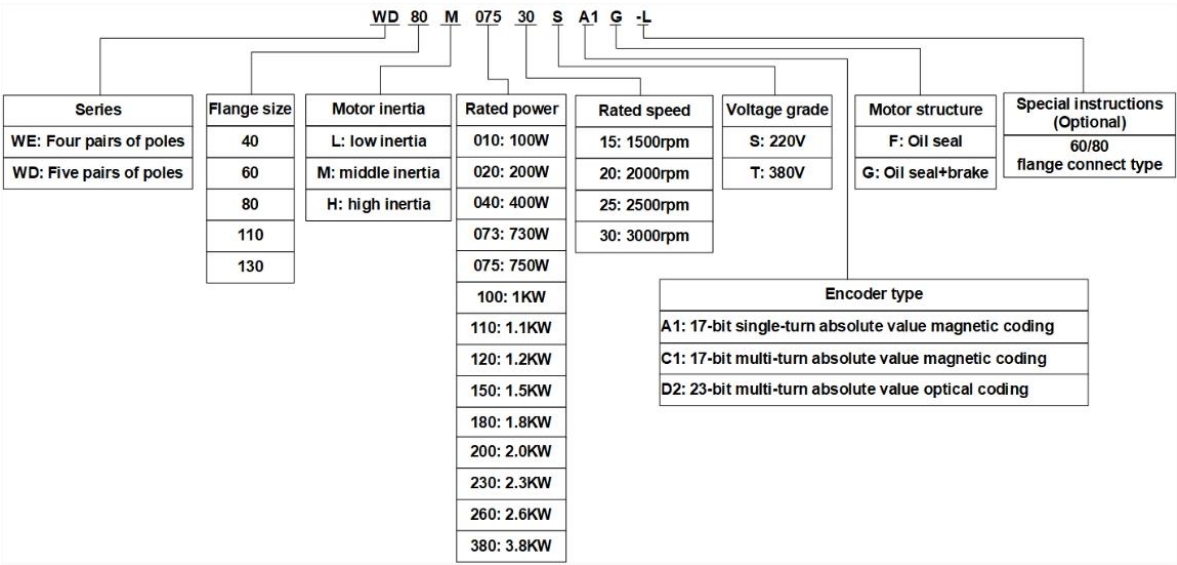 WD 80 M 075 30 S A1 G -L
Series
WE: Four pairs of poles
WD: Five pairs of poles
Flange size
40
60
80
110
130
Motor inertia
L: low inertia
M: middle inertia
H: high inertia
Rated power
010: 100W
020: 200W
040: 400W
073: 730W
075: 750W
100: 1KW
110: 1.1KW
120: 1.2KW
150: 1.5KW
180: 1.8KW
200: 2.0KW
230: 2.3KW
260: 2.6KW
380: 3.8KW
Rated speed
15: 1500rpm
20: 2000rpm
25: 2500rpm
30: 3000rpm
Voltage grade
S: 220V
T: 380V
Motor structure
F: Oil seal
G: Oil seal+brake
Special instructions
(Optional)
60/80
flange connect type
Encoder type
A1: 17-bit single-turn absolute value magnetic coding
C1: 17-bit multi-turn absolute value magnetic coding
D2: 23-bit multi-turn absolute value optical coding